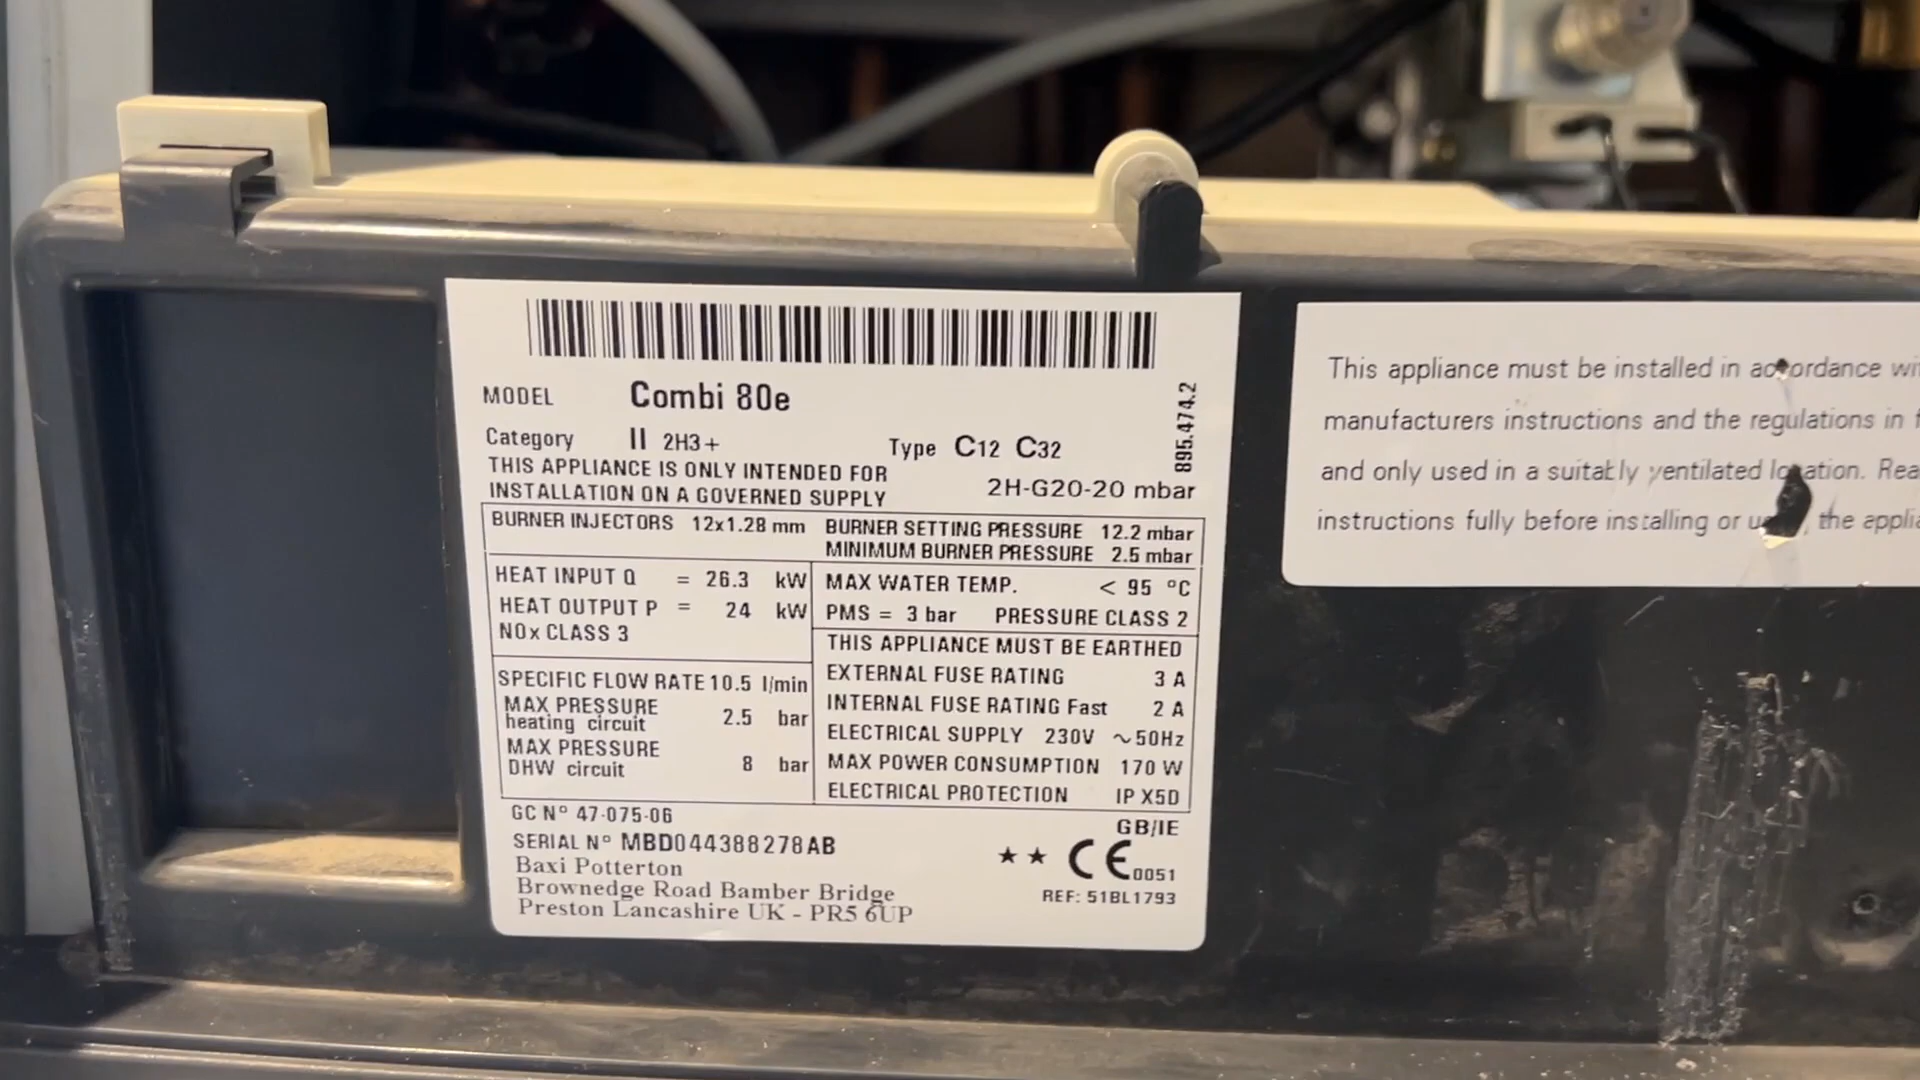 MODEL Combi 80e
895.474.2
Category II 2H3+ Type C12 C32
THIS APPLIANCE IS ONLY INTENDED FOR
INSTALLATION ON A GOVERNED SUPPLY 2H-G20-20 mbar
BURNER INJECTORS 12x1.28 mm
BURNER SETTING PRESSURE 12.2 mbar
MINIMUM BURNER PRESSURE 2.5 mbar
HEAT INPUT Q = 26.3 kW
HEAT OUTPUT P = 24 kW
NOx CLASS 3
MAX WATER TEMP. < 95 °C
PMS = 3 bar PRESSURE CLASS 2
SPECIFIC FLOW RATE 10.5 l/min
MAX PRESSURE
heating circuit 2.5 bar
MAX PRESSURE
DHW circuit 8 bar
THIS APPLIANCE MUST BE EARTHED
EXTERNAL FUSE RATING 3 A
INTERNAL FUSE RATING Fast 2 A
ELECTRICAL SUPPLY 230V ~50Hz
MAX POWER CONSUMPTION 170 W
ELECTRICAL PROTECTION IP X5D
GC N° 47-075-06
SERIAL N° MBD044388278AB
Baxi Potterton
Brownedge Road Bamber Bridge
Preston Lancashire UK - PR5 6UP
GB/IE
★★ CE 0051
REF: 51BL1793
This appliance must be installed in accordance
manufacturers instructions and the regulations in
and only used in a suitably ventilated location.
instructions fully before installing or the